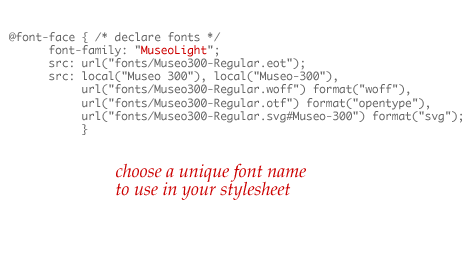 @font-face { /* declare fonts */
font-family: "MuseoLight";
src: url("fonts/Museo300-Regular.eot");
src: local("Museo 300"), local("Museo-300"),
url("fonts/Museo300-Regular.woff") format("woff"),
url("fonts/Museo300-Regular.otf") format("opentype"),
url("fonts/Museo300-Regular.svg#Museo-300") format("svg");
}
choose a unique font name
to use in your stylesheet